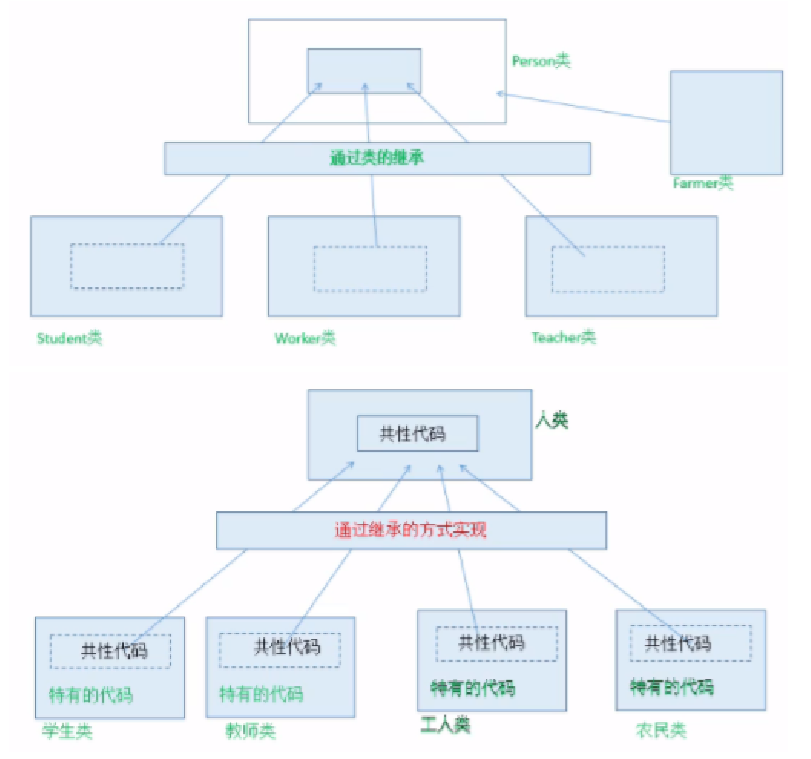 Person类
通过类的继承
Farmer类
Student类
Worker类
Teacher类
共性代码
人类
通过继承的方式实现
共性代码
共性代码
共性代码
共性代码
特有的代码
特有的代码
特有的代码
特有的代码
学生类
教师类
工人类
农民类